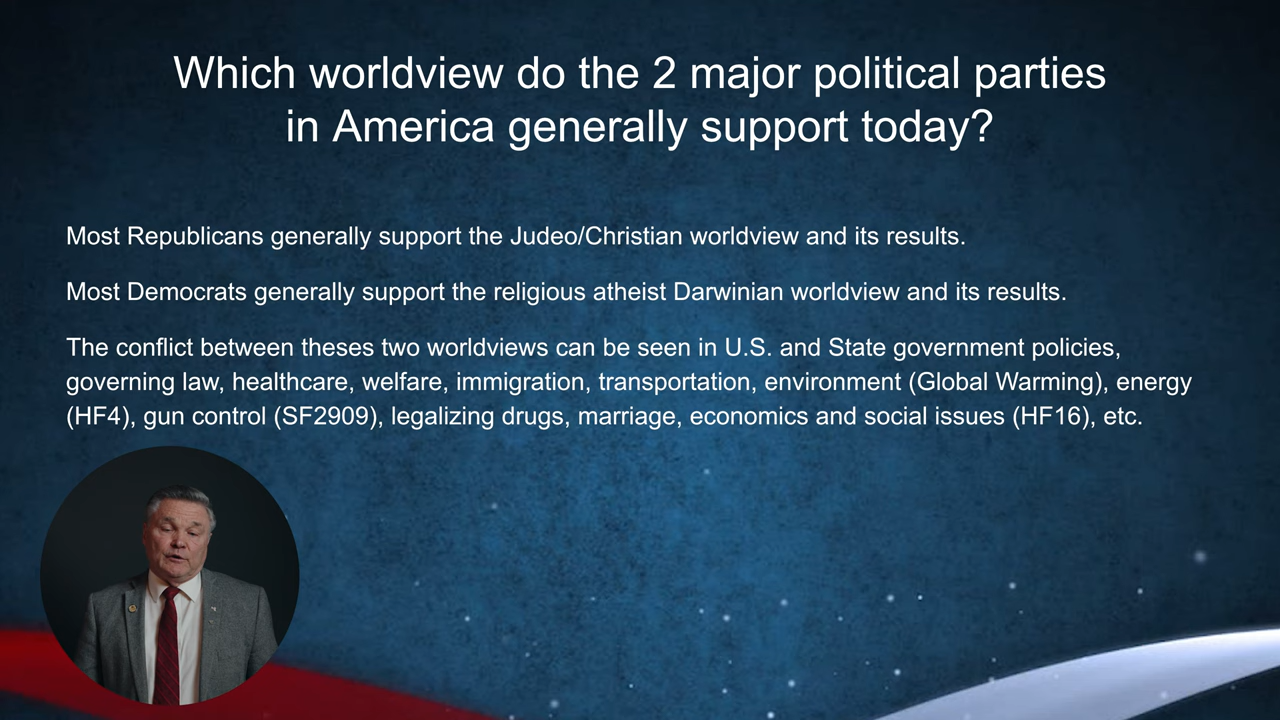 Which worldview do the 2 major political parties
in America generally support today?
Most Republicans generally support the Judeo/Christian worldview and its results.
Most Democrats generally support the religious atheist Darwinian worldview and its results.
The conflict between theses two worldviews can be seen in U.S. and State government policies,
governing law, healthcare, welfare, immigration, transportation, environment (Global Warming), energy
(HF4), gun control (SF2909), legalizing drugs, marriage, economics and social issues (HF16), etc.